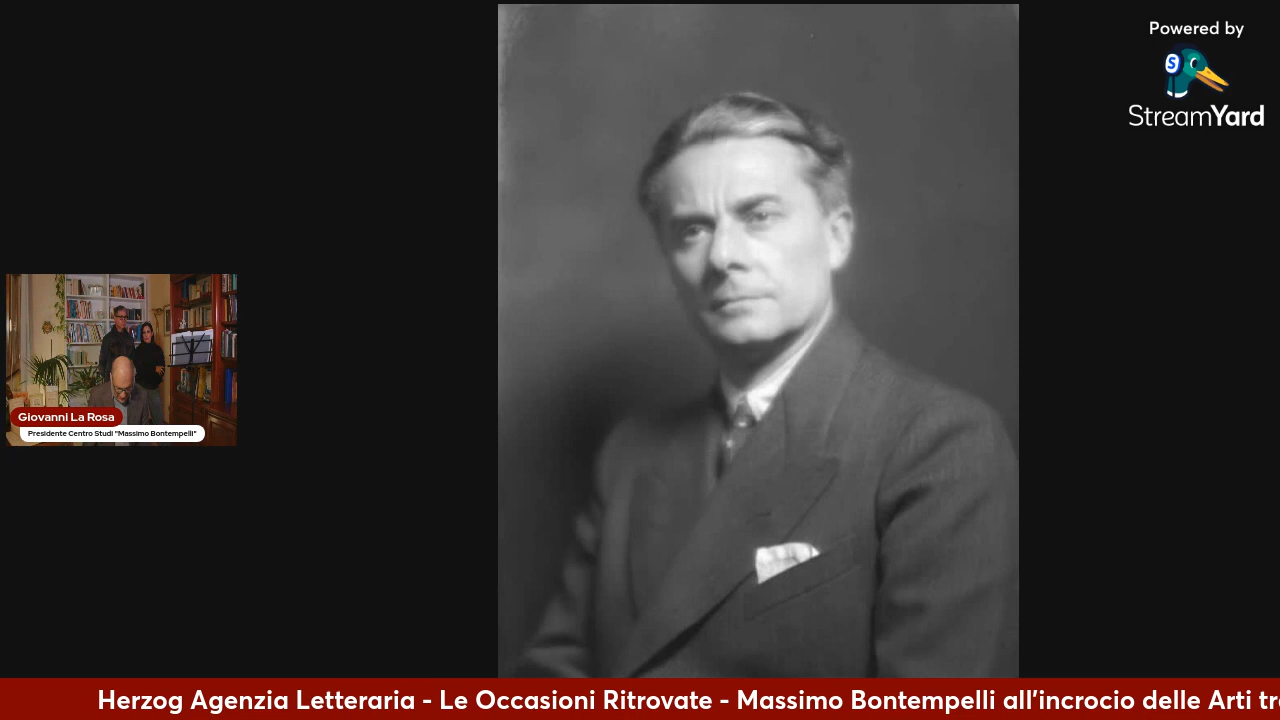 Powered by
StreamYard
Giovanni La Rosa
Presidente Centro Studi "Massimo Bontempelli"
Herzog Agenzia Letteraria - Le Occasioni Ritrovate - Massimo Bontempelli all'incrocio delle Arti tr